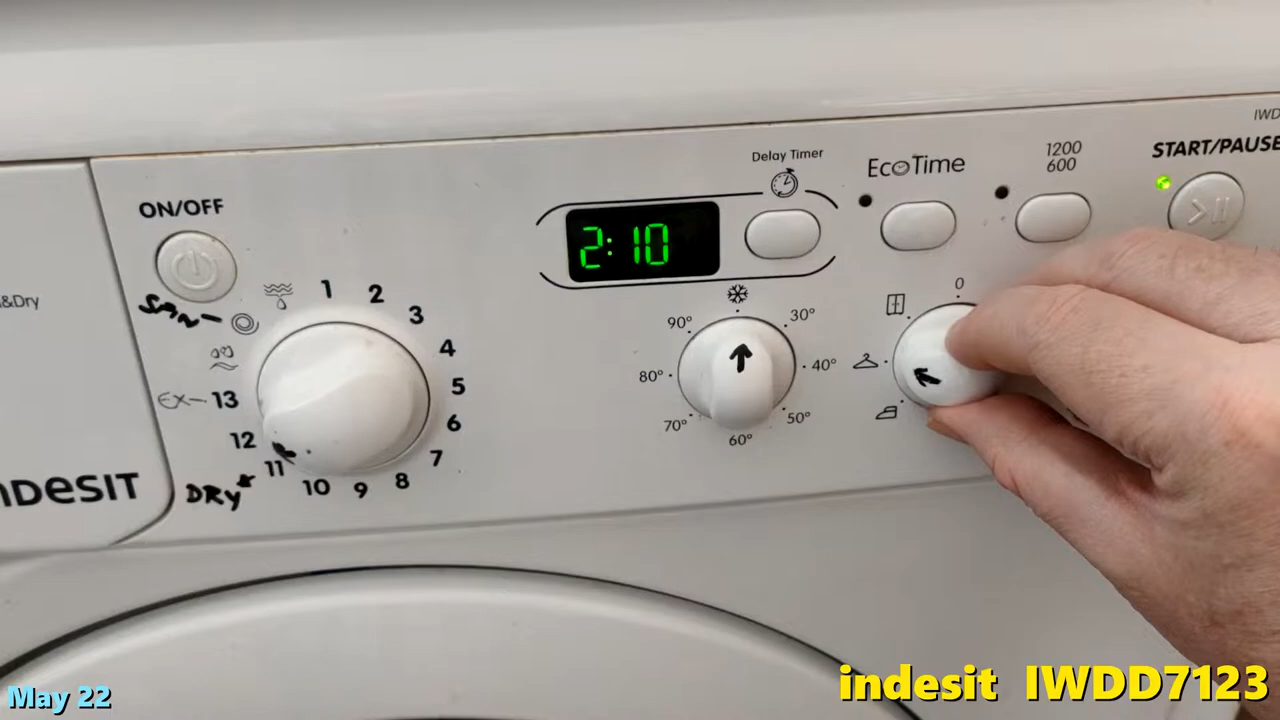 IWD
Delay Timer
EcoTime
1200
600
START/PAUSE
ON/OFF
2:10
&Dry
SPIN
1
2
3
4
5
6
7
8
9
10
11
12
13
EX
DRY*
90°
30°
80°
40°
70°
50°
60°
0
INDESIT
May 22
indesit IWDD7123